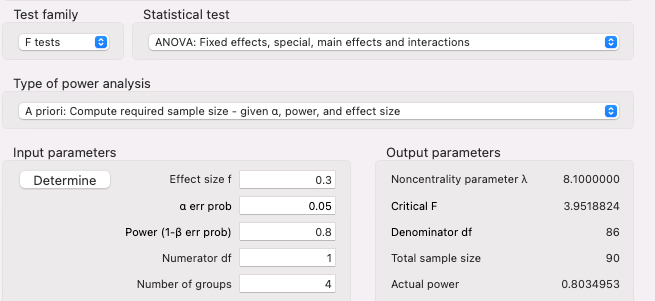 Test family Statistical test
F tests ANOVA: Fixed effects, special, main effects and interactions
Type of power analysis
A priori: Compute required sample size – given α, power, and effect size
Input parameters Output parameters
Determine Effect size f 0.3 Noncentrality parameter λ 8.1000000
α err prob 0.05 Critical F 3.9518824
Power (1-β err prob) 0.8 Denominator df 86
Numerator df 1 Total sample size 90
Number of groups 4 Actual power 0.8034953